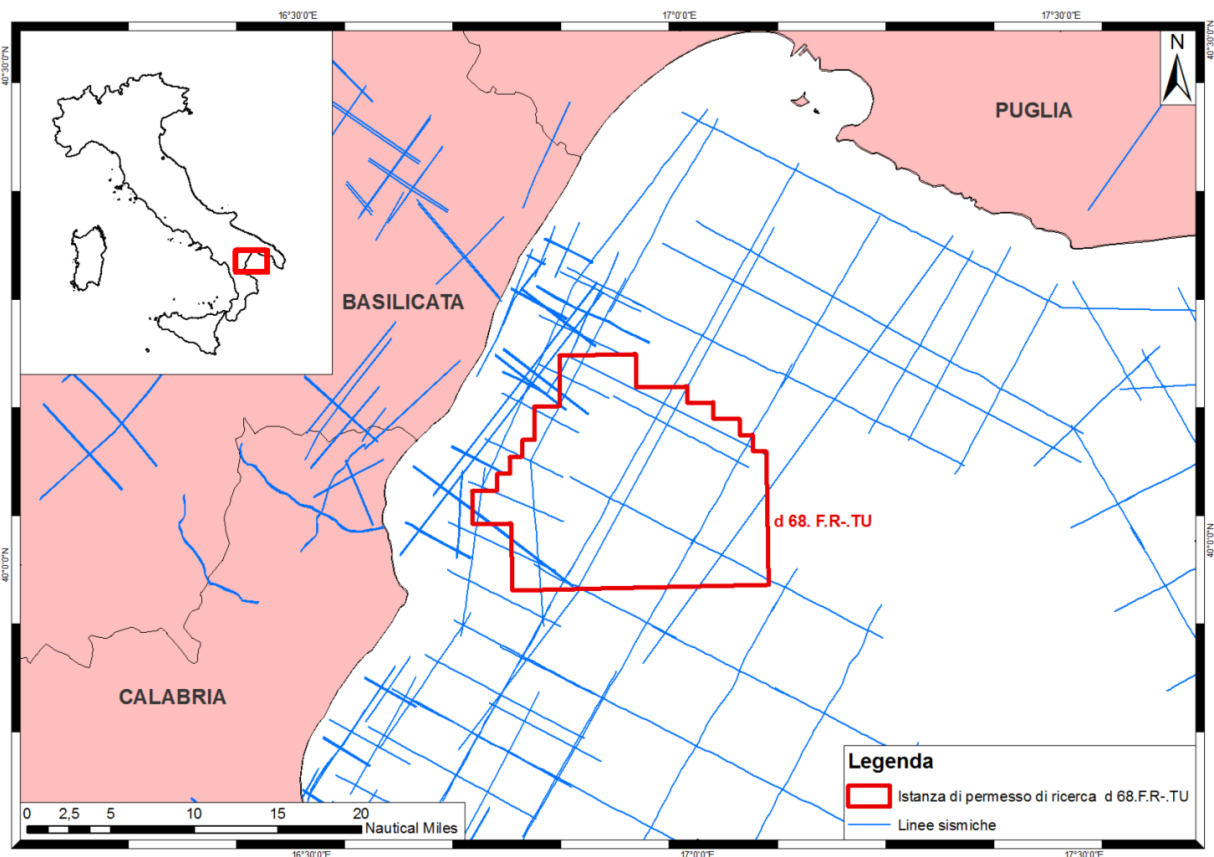 16°30'0"E
17°0'0"E
17°30'0"E
40°30'0"N
40°30'0"N
N
PUGLIA
BASILICATA
d 68. F.R-.TU
40°0'0"N
40°0'0"N
CALABRIA
Legenda
Istanza di permesso di ricerca d 68.F.R-.TU
Linee sismiche
0 2,5 5 10 15 20
Nautical Miles
16°30'0"E
17°0'0"E
17°30'0"E